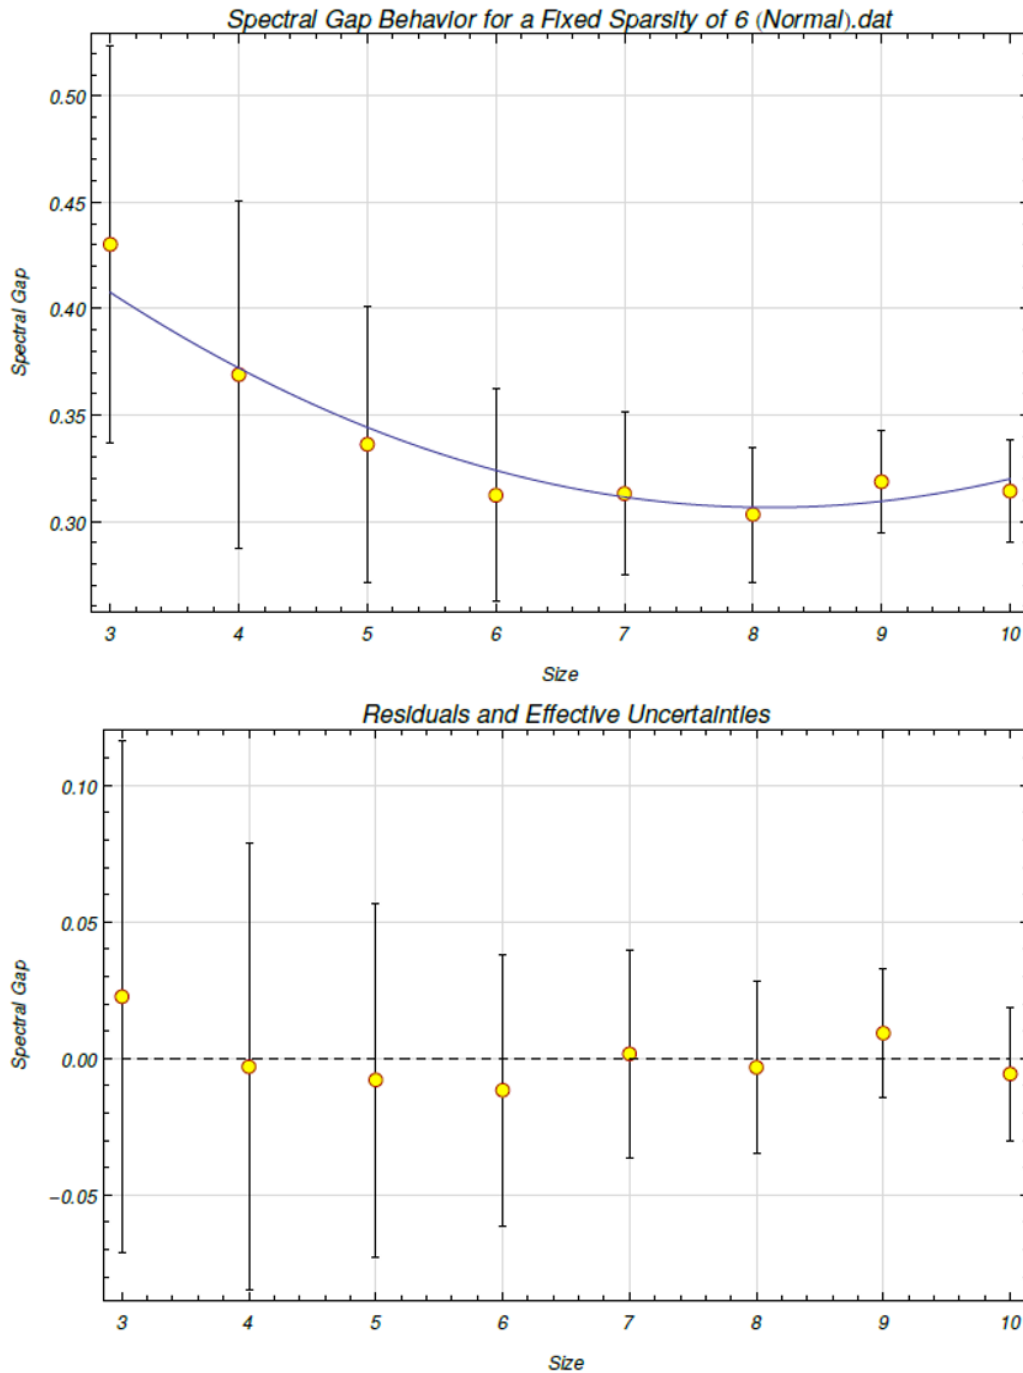 Spectral Gap Behavior for a Fixed Sparsity of 6 (Normal).dat
0.50
0.45
0.40
0.35
0.30
Spectral Gap
3 4 5 6 7 8 9 10
Size
Residuals and Effective Uncertainties
0.10
0.05
0.00
−0.05
Spectral Gap
3 4 5 6 7 8 9 10
Size